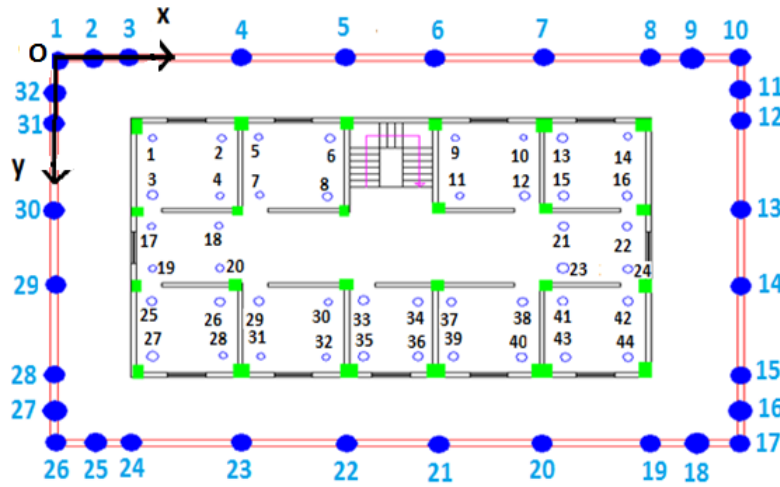 1 2 3 x 4 5 6 7 8 9 10
O
32 11
31 12
y
1 2 5 6 9 10 13 14
3 4 7 8 11 12 15 16
30 13
17 18 21 22
19 20 23 24
29 14
25 26 29 30 33 34 37 38 41 42
27 28 31 32 35 36 39 40 43 44
28 15
27 16
26 25 24 23 22 21 20 19 18 17